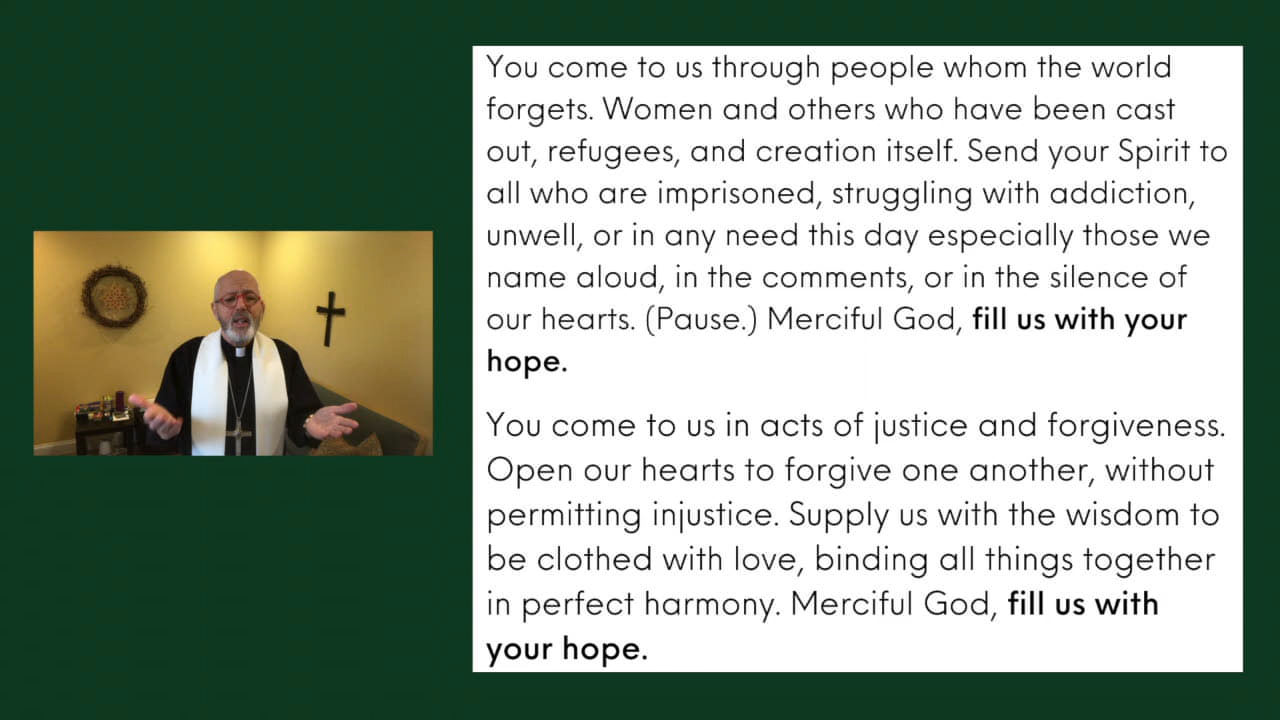 You come to us through people whom the world
forgets. Women and others who have been cast
out, refugees, and creation itself. Send your Spirit to
all who are imprisoned, struggling with addiction,
unwell, or in any need this day especially those we
name aloud, in the comments, or in the silence of
our hearts. (Pause.) Merciful God, fill us with your
hope.
You come to us in acts of justice and forgiveness.
Open our hearts to forgive one another, without
permitting injustice. Supply us with the wisdom to
be clothed with love, binding all things together
in perfect harmony. Merciful God, fill us with
your hope.